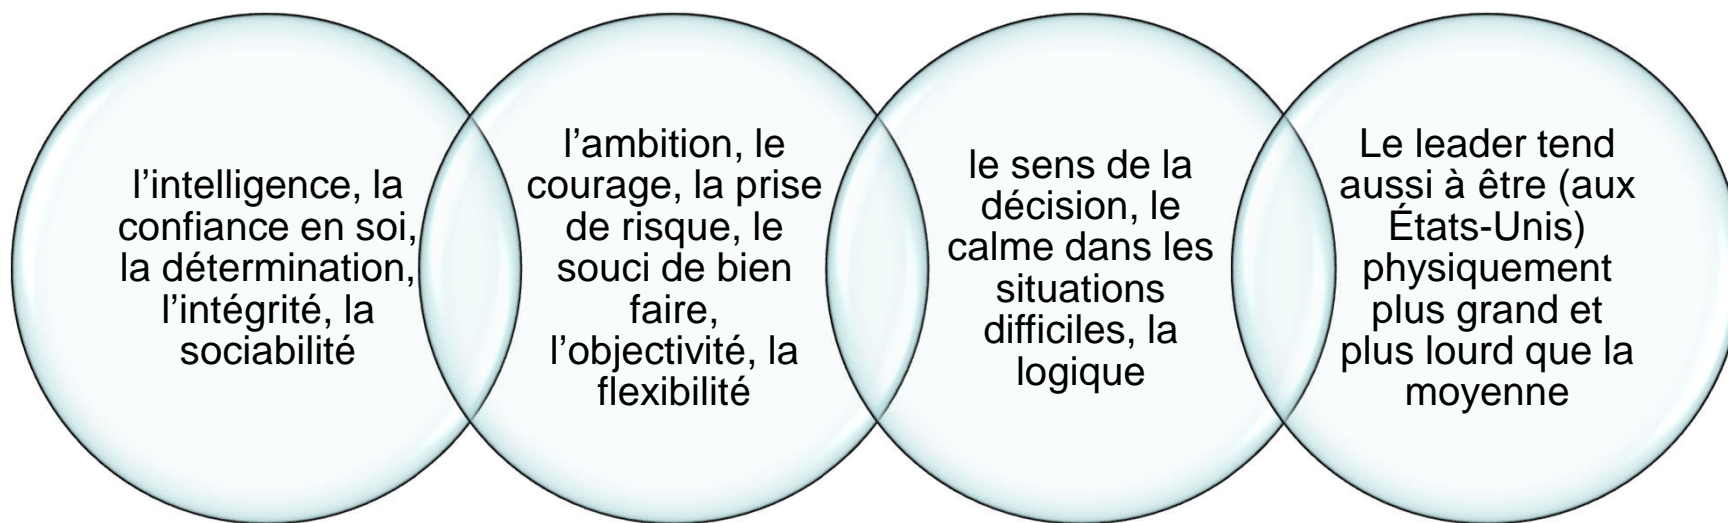 l’intelligence, la
confiance en soi,
la détermination,
l’intégrité, la
sociabilité
l’ambition, le
courage, la prise
de risque, le
souci de bien
faire,
l’objectivité, la
flexibilité
le sens de la
décision, le
calme dans les
situations
difficiles, la
logique
Le leader tend
aussi à être (aux
États-Unis)
physiquement
plus grand et
plus lourd que la
moyenne